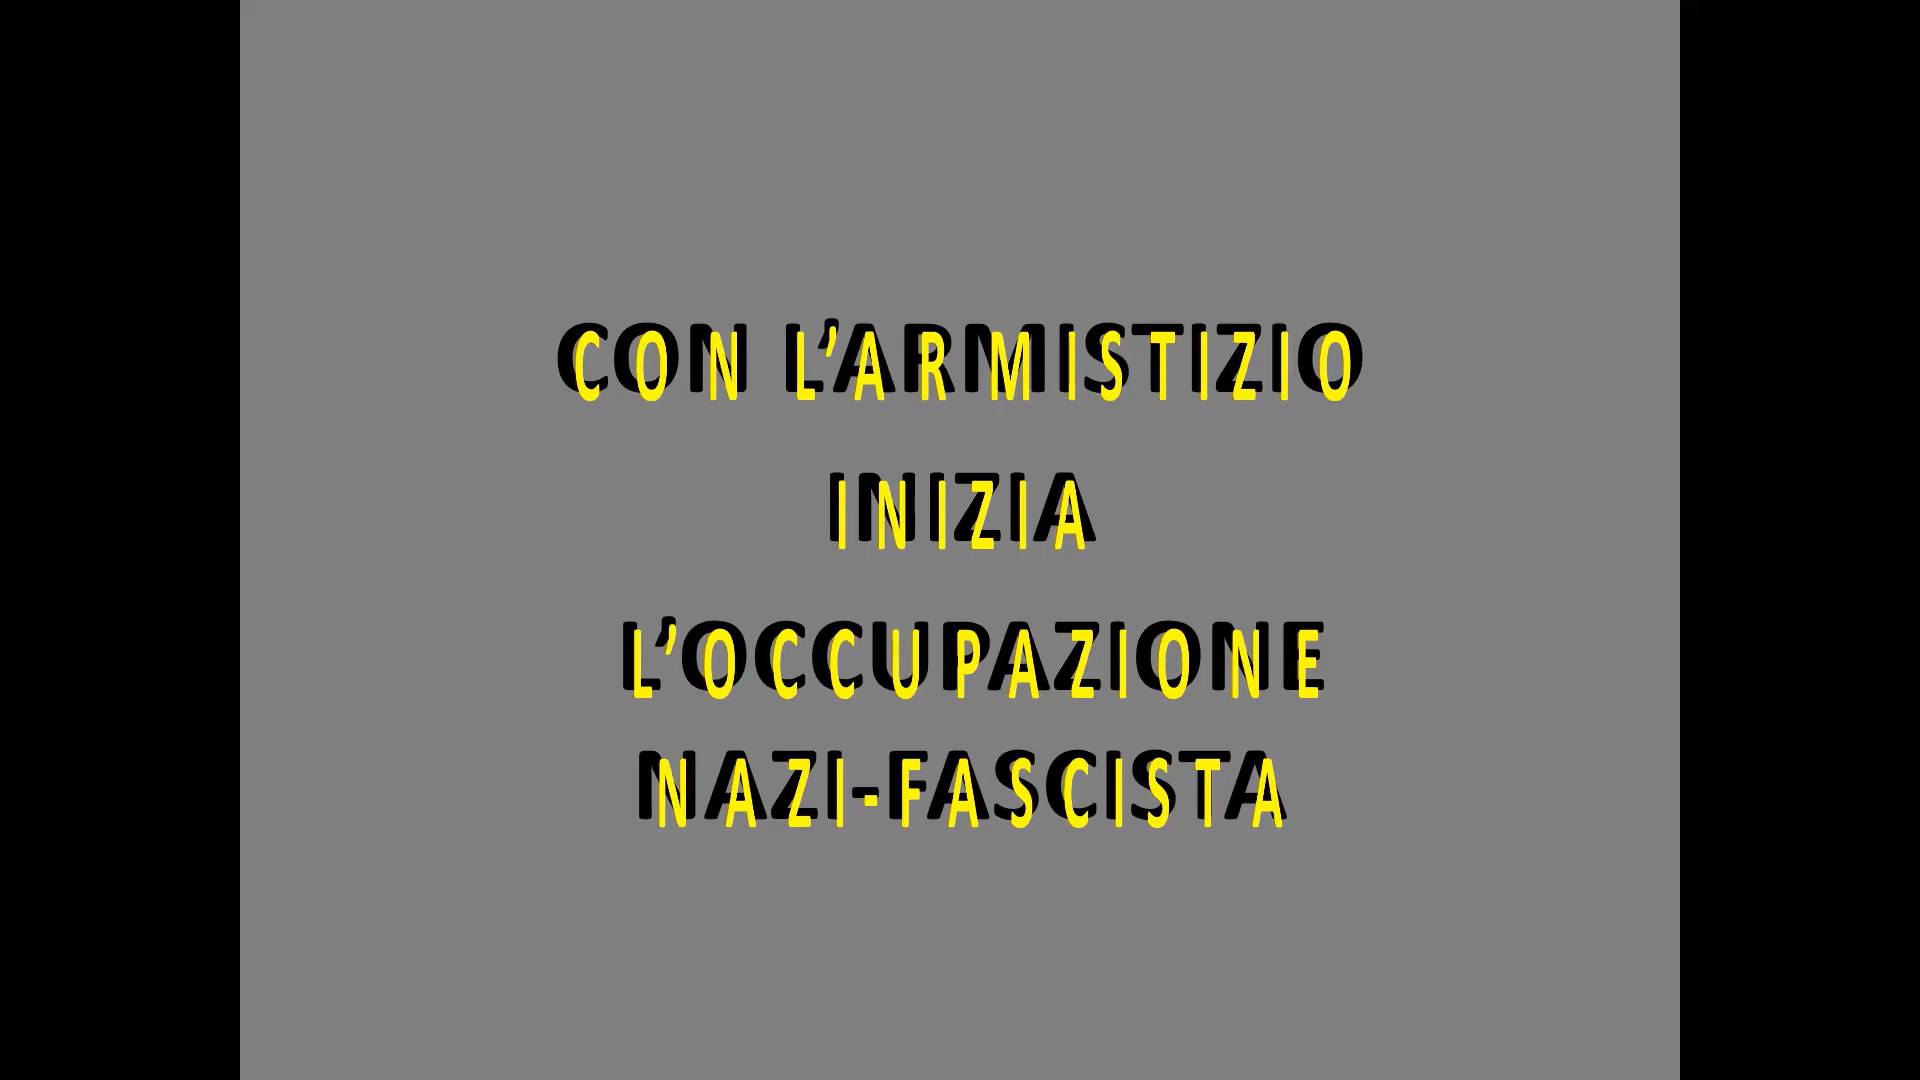 CON L’ARMISTIZIO
INIZIA
L’OCCUPAZIONE
NAZI-FASCISTA